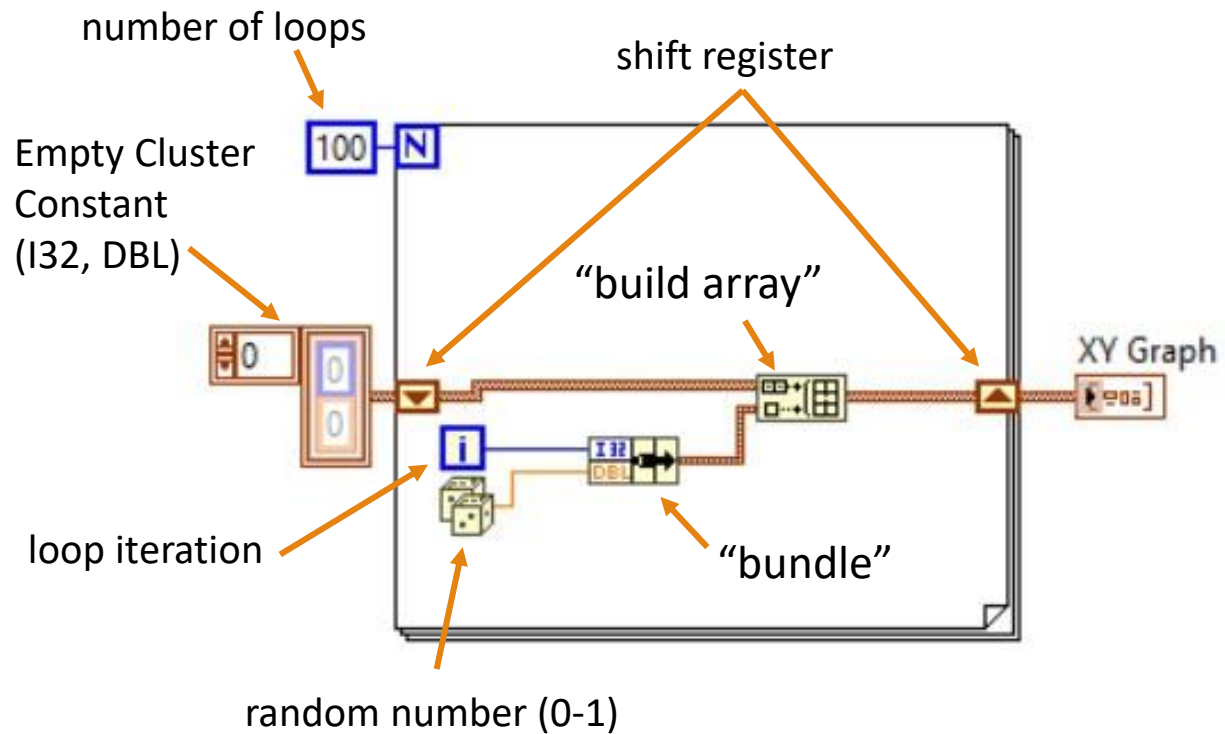 number of loops
shift register
100
N
Empty Cluster
Constant
(I32, DBL)
“build array”
0
0
0
XY Graph
i
I32
DBL
loop iteration
“bundle”
random number (0-1)